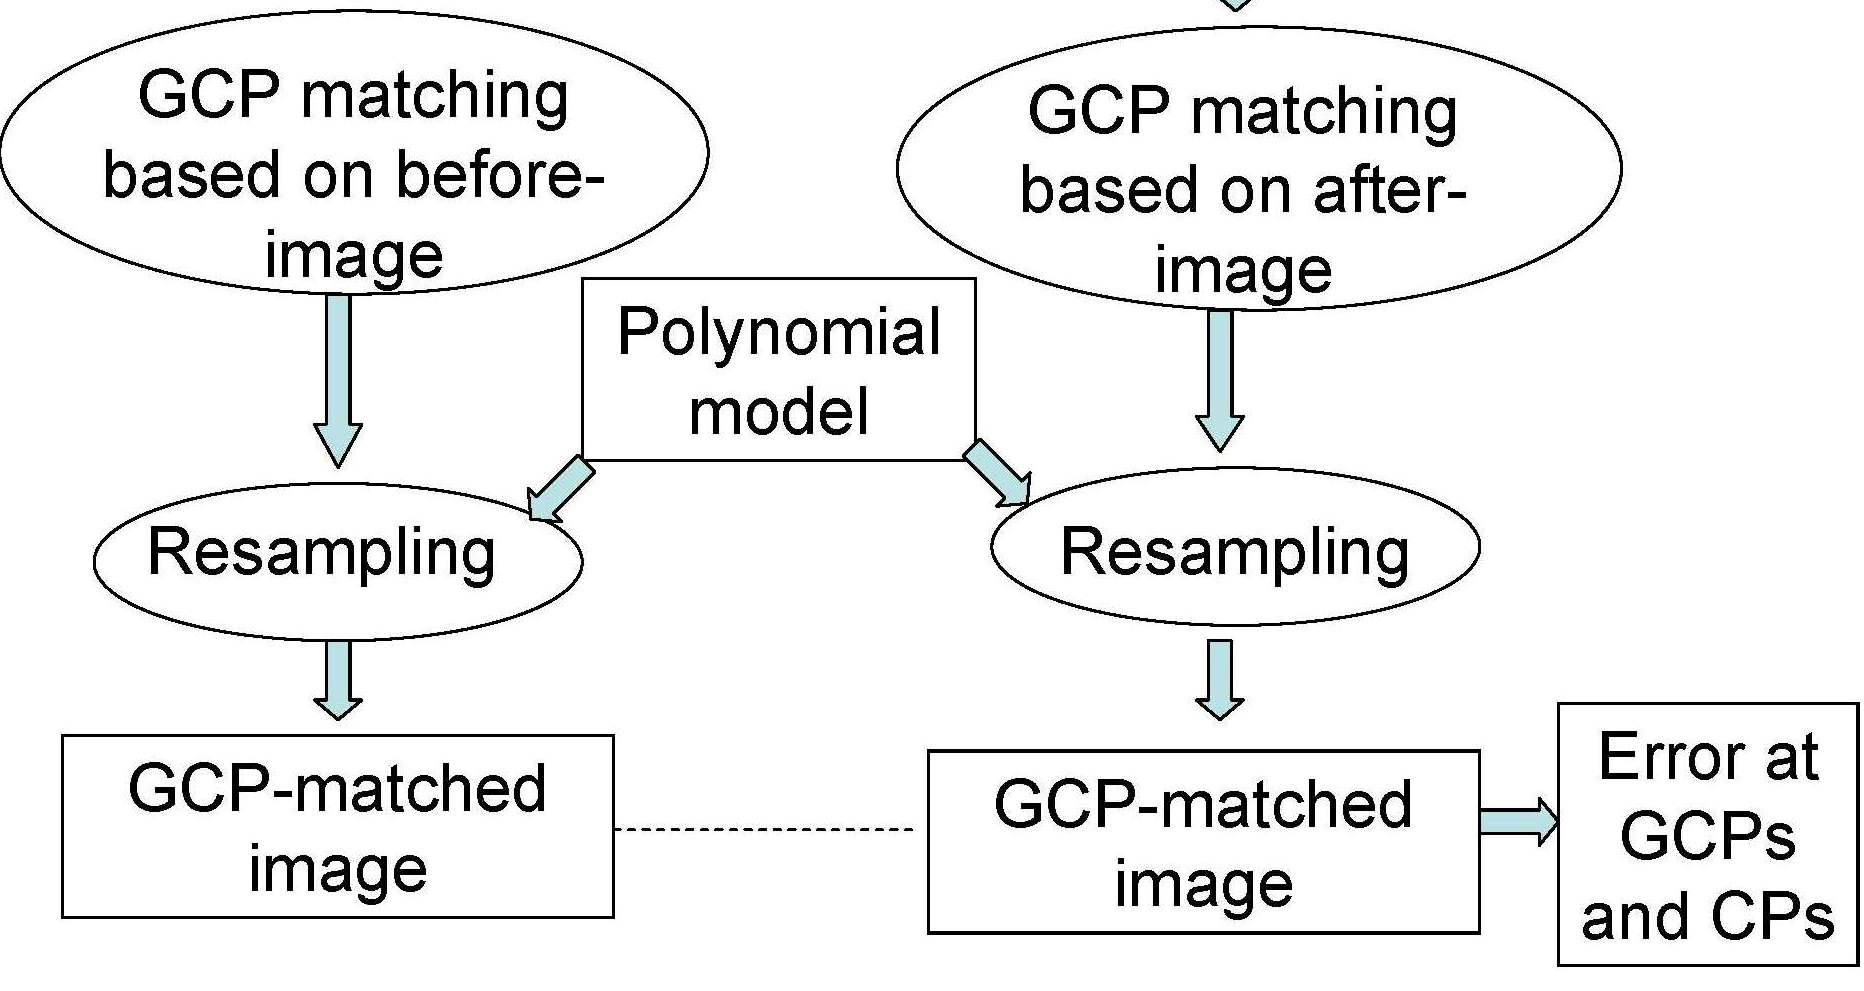 GCP matching
based on before-
image
GCP matching
based on after-
image
Polynomial
model
Resampling
Resampling
GCP-matched
image
GCP-matched
image
Error at
GCPs
and CPs